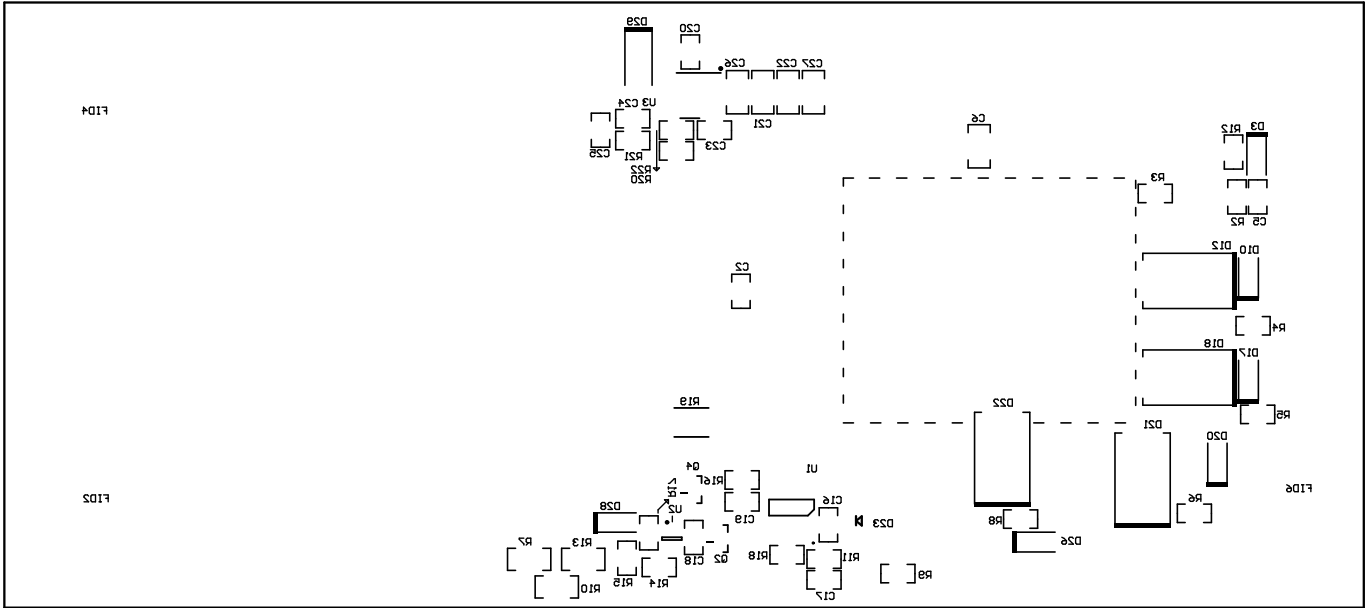 D29
C20
C26
C22
C27
FID4
C24
U3
C21
C6
R12
D3
C25
R21
C23
R22
R20
R3
R2
C5
D12
D10
C2
R4
D18
D17
R19
D22
R5
D21
D20
Q4
U1
R16
R17
FID6
FID2
D28
U2
C19
C16
D23
R8
R6
R7
R13
C18
Q2
R18
R11
D26
R15
R14
R10
C17
R9